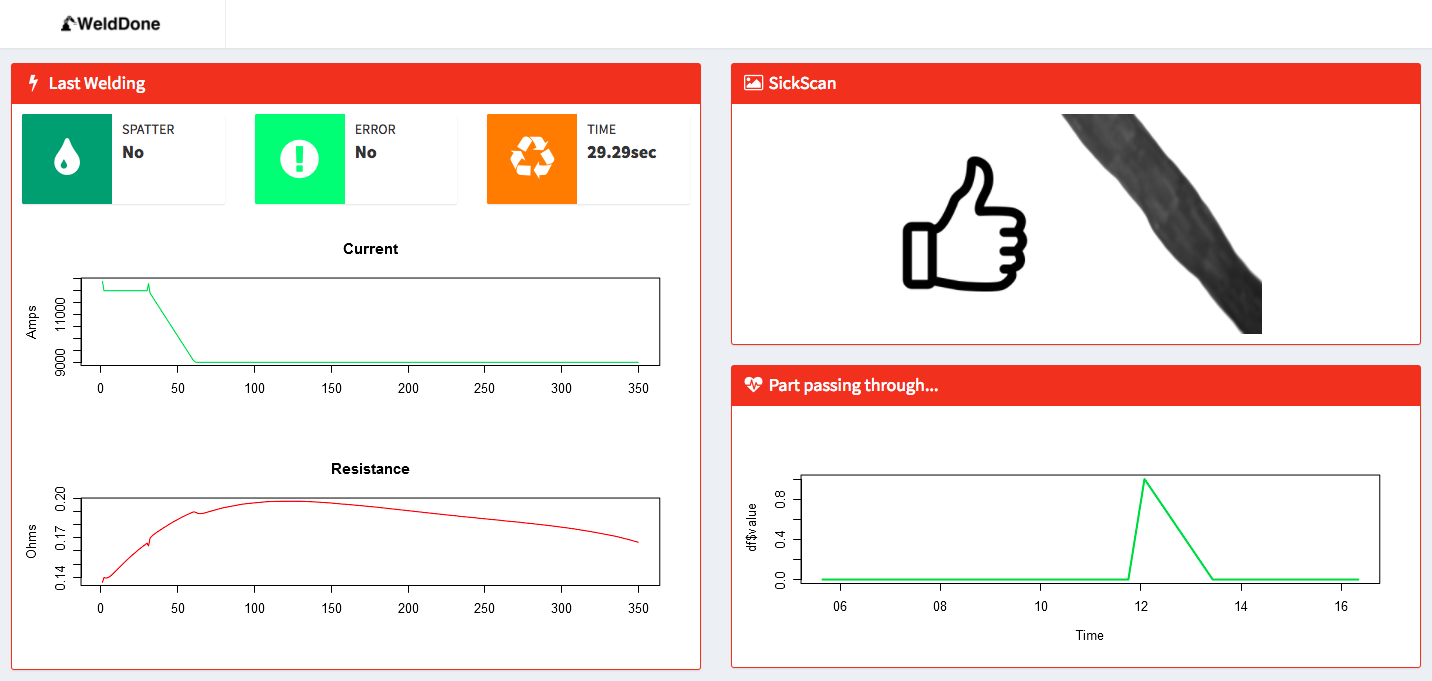 WeldDone
Last Welding
SPATTER
No
ERROR
No
TIME
29.29sec
Current
Amps
9000 11000
0 50 100 150 200 250 300 350
Resistance
Ohms
0.14 0.17 0.20
0 50 100 150 200 250 300 350
SickScan
Part passing through...
df$value
0.0 0.4 0.8
06 08 10 12 14 16
Time